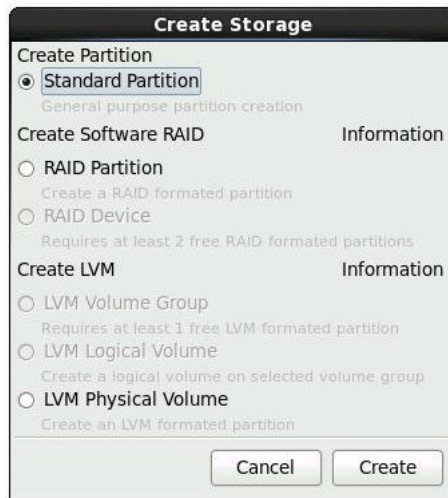 Create Storage
Create Partition
Standard Partition
General purpose partition creation
Create Software RAID Information
RAID Partition
Create a RAID formated partition
RAID Device
Requires at least 2 free RAID formated partitions
Create LVM Information
LVM Volume Group
Requires at least 1 free LVM formated partition
LVM Logical Volume
Create a logical volume on selected volume group
LVM Physical Volume
Create an LVM formated partition
Cancel Create